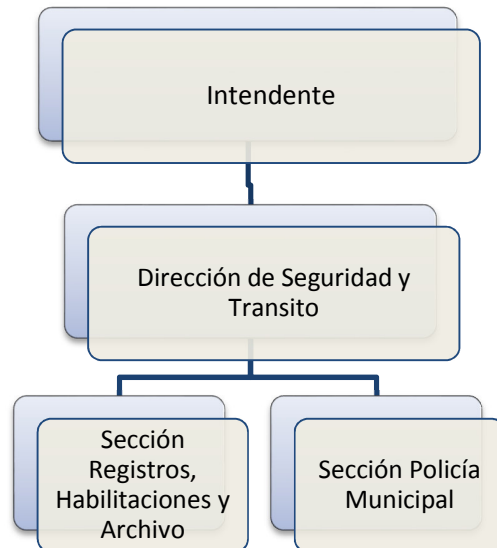 Intendente
Dirección de Seguridad y
Transito
Sección
Registros,
Habilitaciones y
Archivo
Sección Policía
Municipal